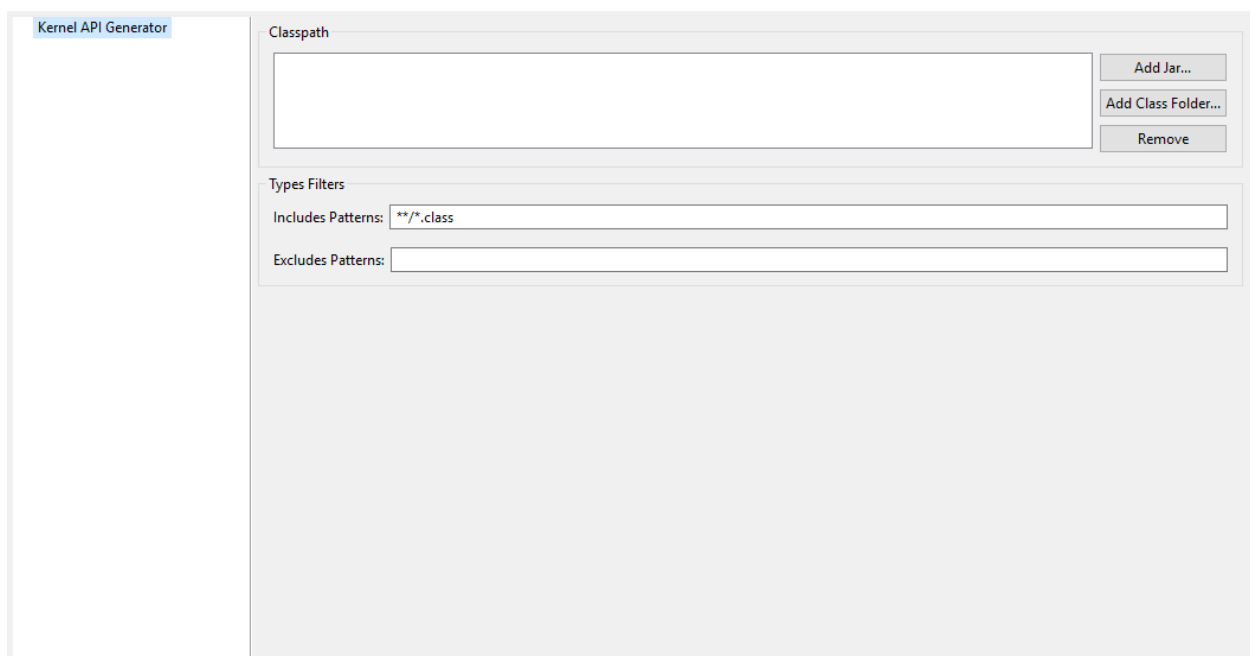 Kernel API Generator
Classpath
Add Jar...
Add Class Folder...
Remove
Types Filters
Includes Patterns: **/*.class
Excludes Patterns: